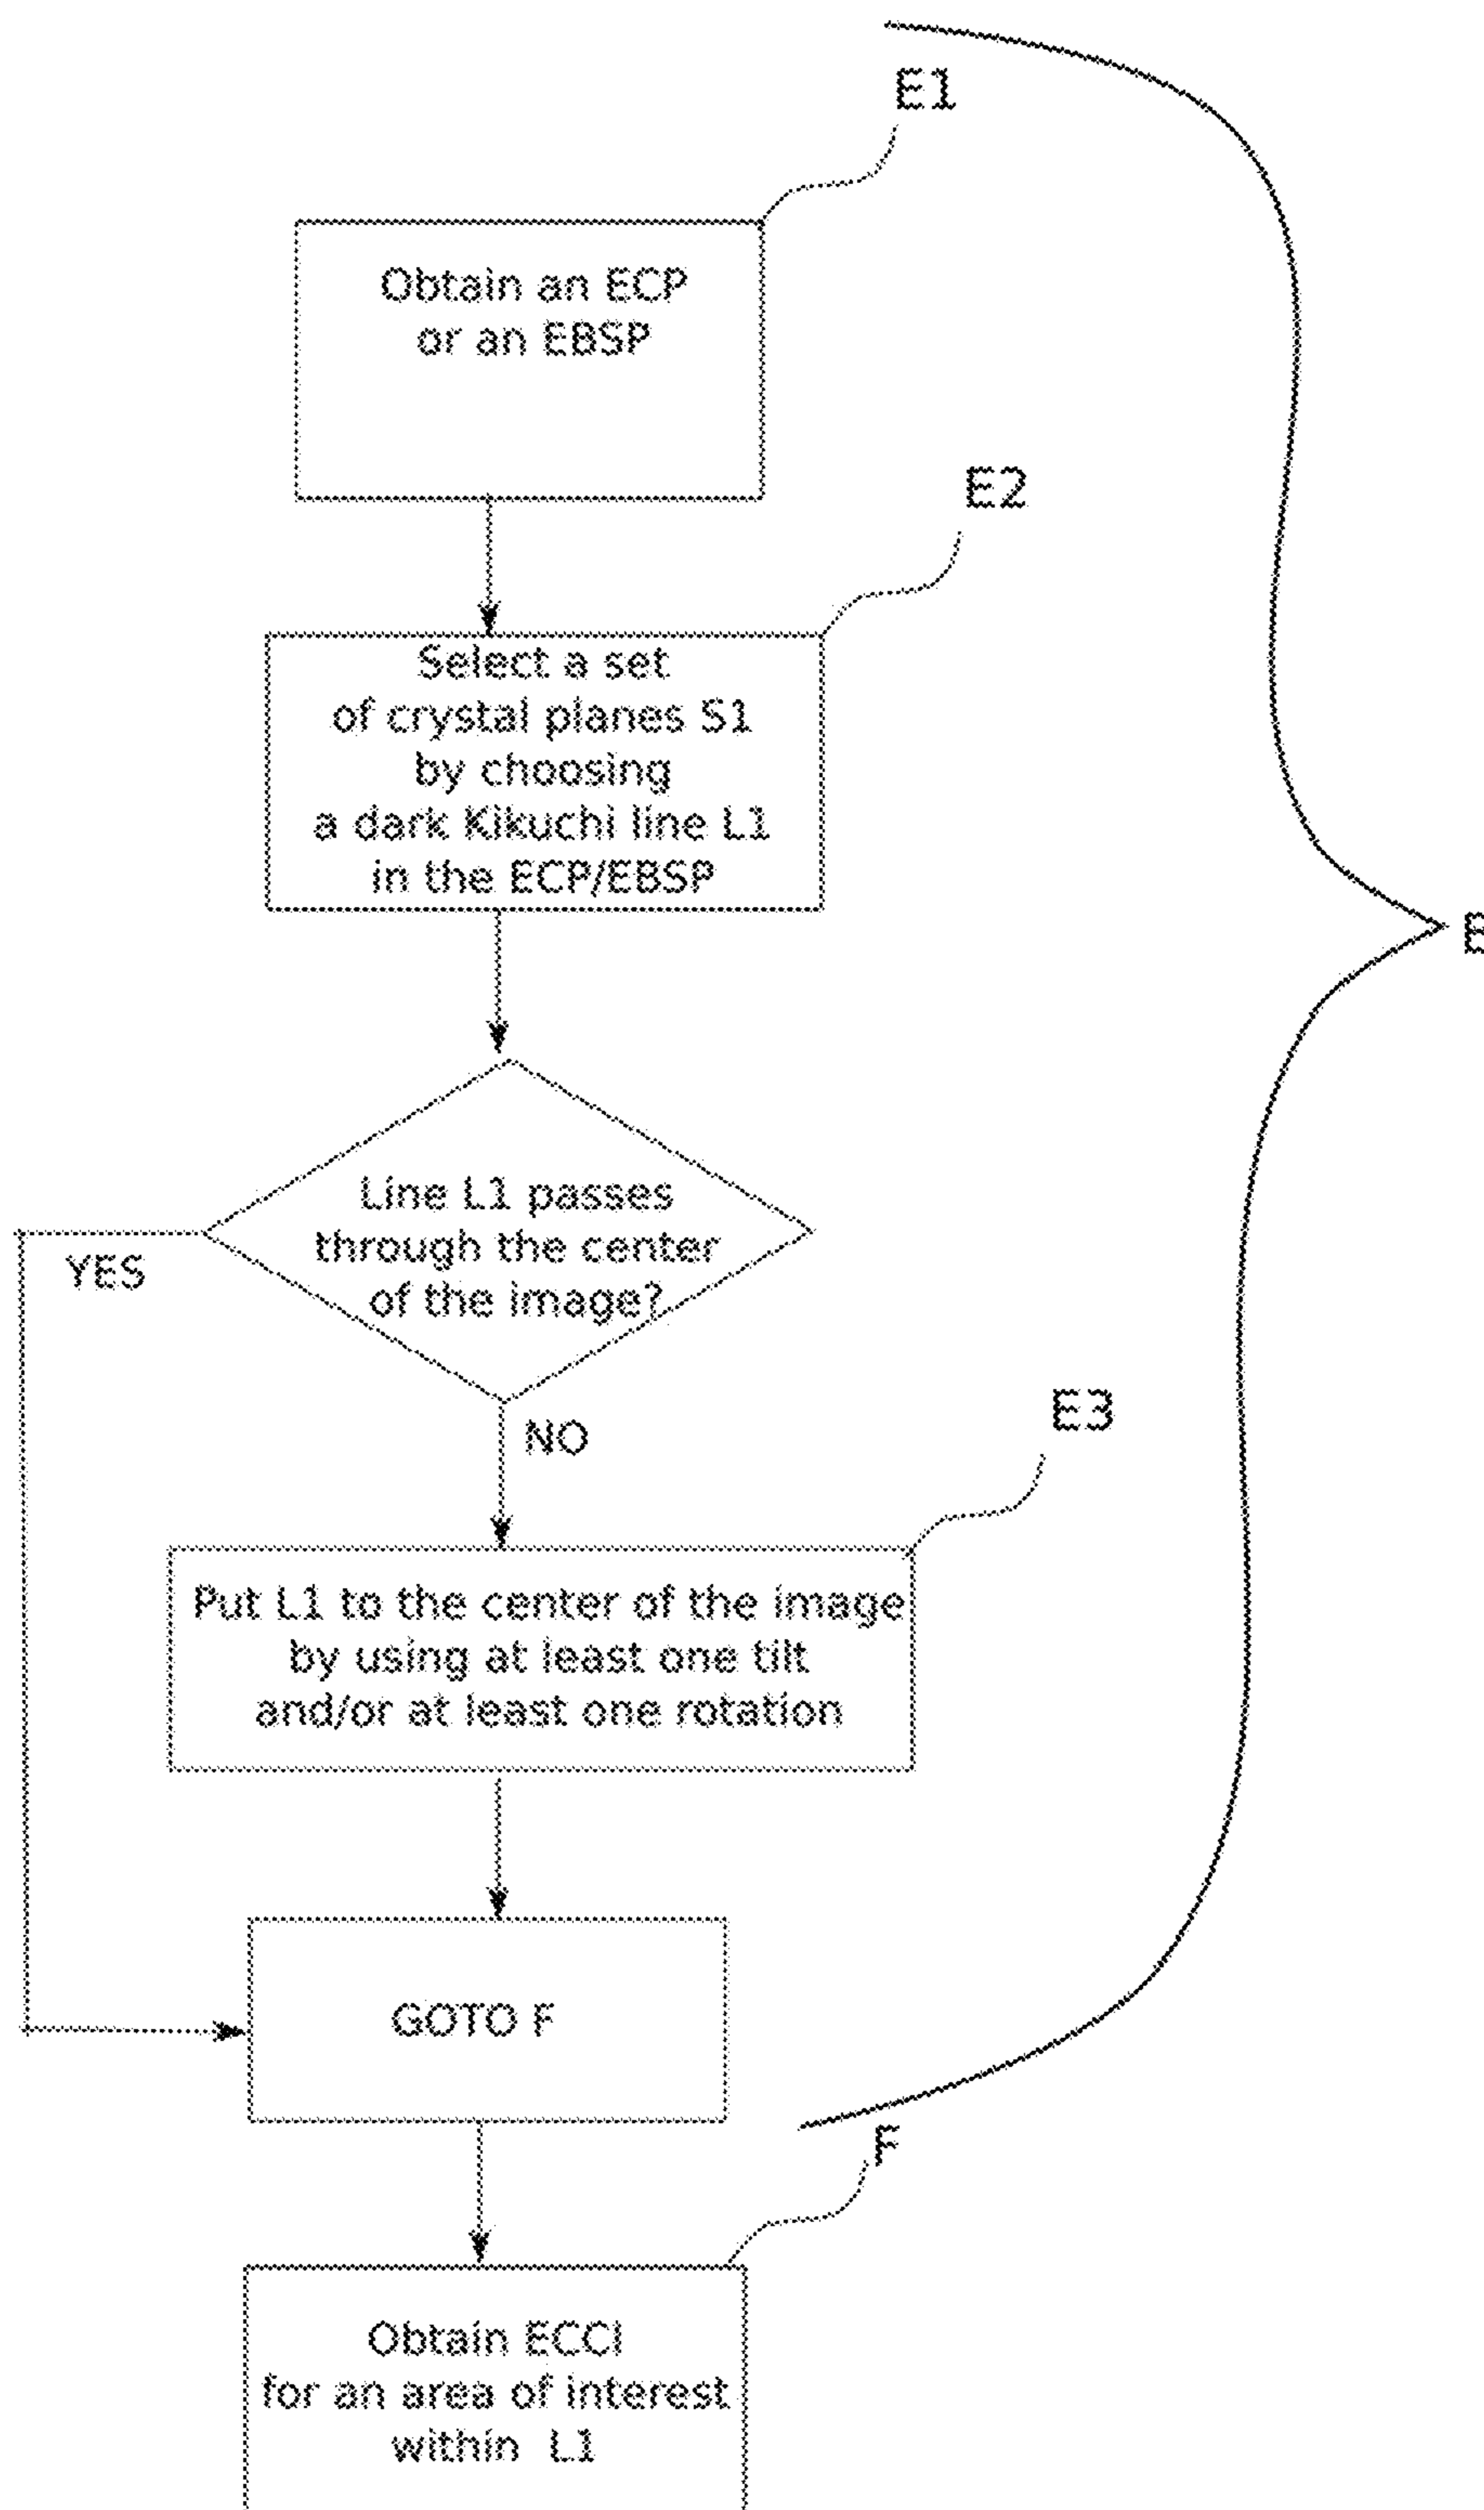 E1
Obtain an ECP
or an EBSP
E2
Select a set
of crystal planes S1
by choosing
a dark Kikuchi line L1
in the ECP/EBSP
Line L1 passes
through the center
of the image?
YES
NO
E3
Put L1 to the center of the image
by using at least one tilt
and/or at least one rotation
GOTO F
F
Obtain ECCI
for an area of interest
within L1